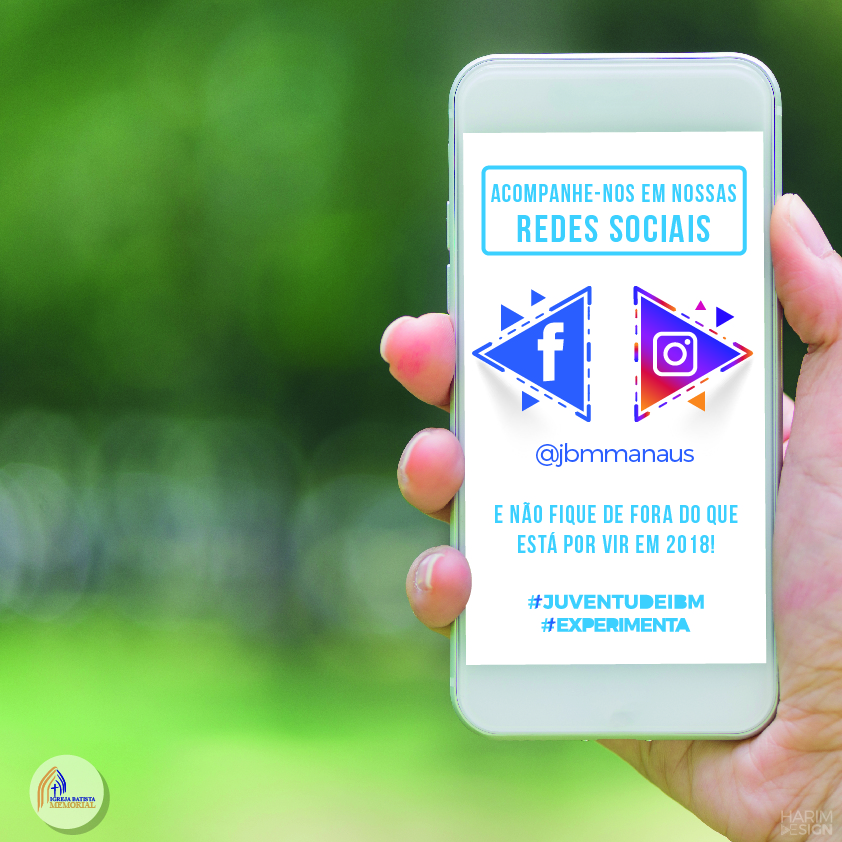 ACOMPANHE-NOS EM NOSSAS
REDES SOCIAIS
@jbmmanaus
E NÃO FIQUE DE FORA DO QUE
ESTÁ POR VIR EM 2018!
#JUVENTUDEIBM
#EXPERIMENTA
IGREJA BATISTA
MEMORIAL
HARIM
DESIGN